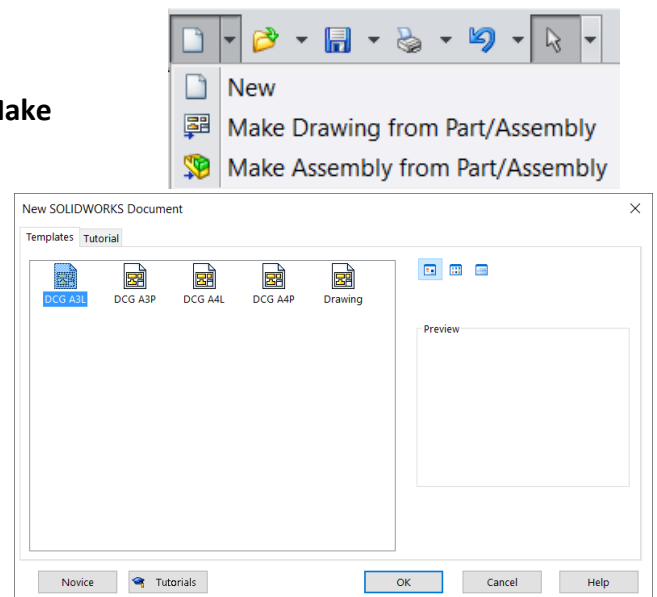 New
Make Drawing from Part/Assembly
Make Assembly from Part/Assembly
New SOLIDWORKS Document
Templates Tutorial
DCG A3L DCG A3P DCG A4L DCG A4P Drawing
Preview
Novice Tutorials OK Cancel Help